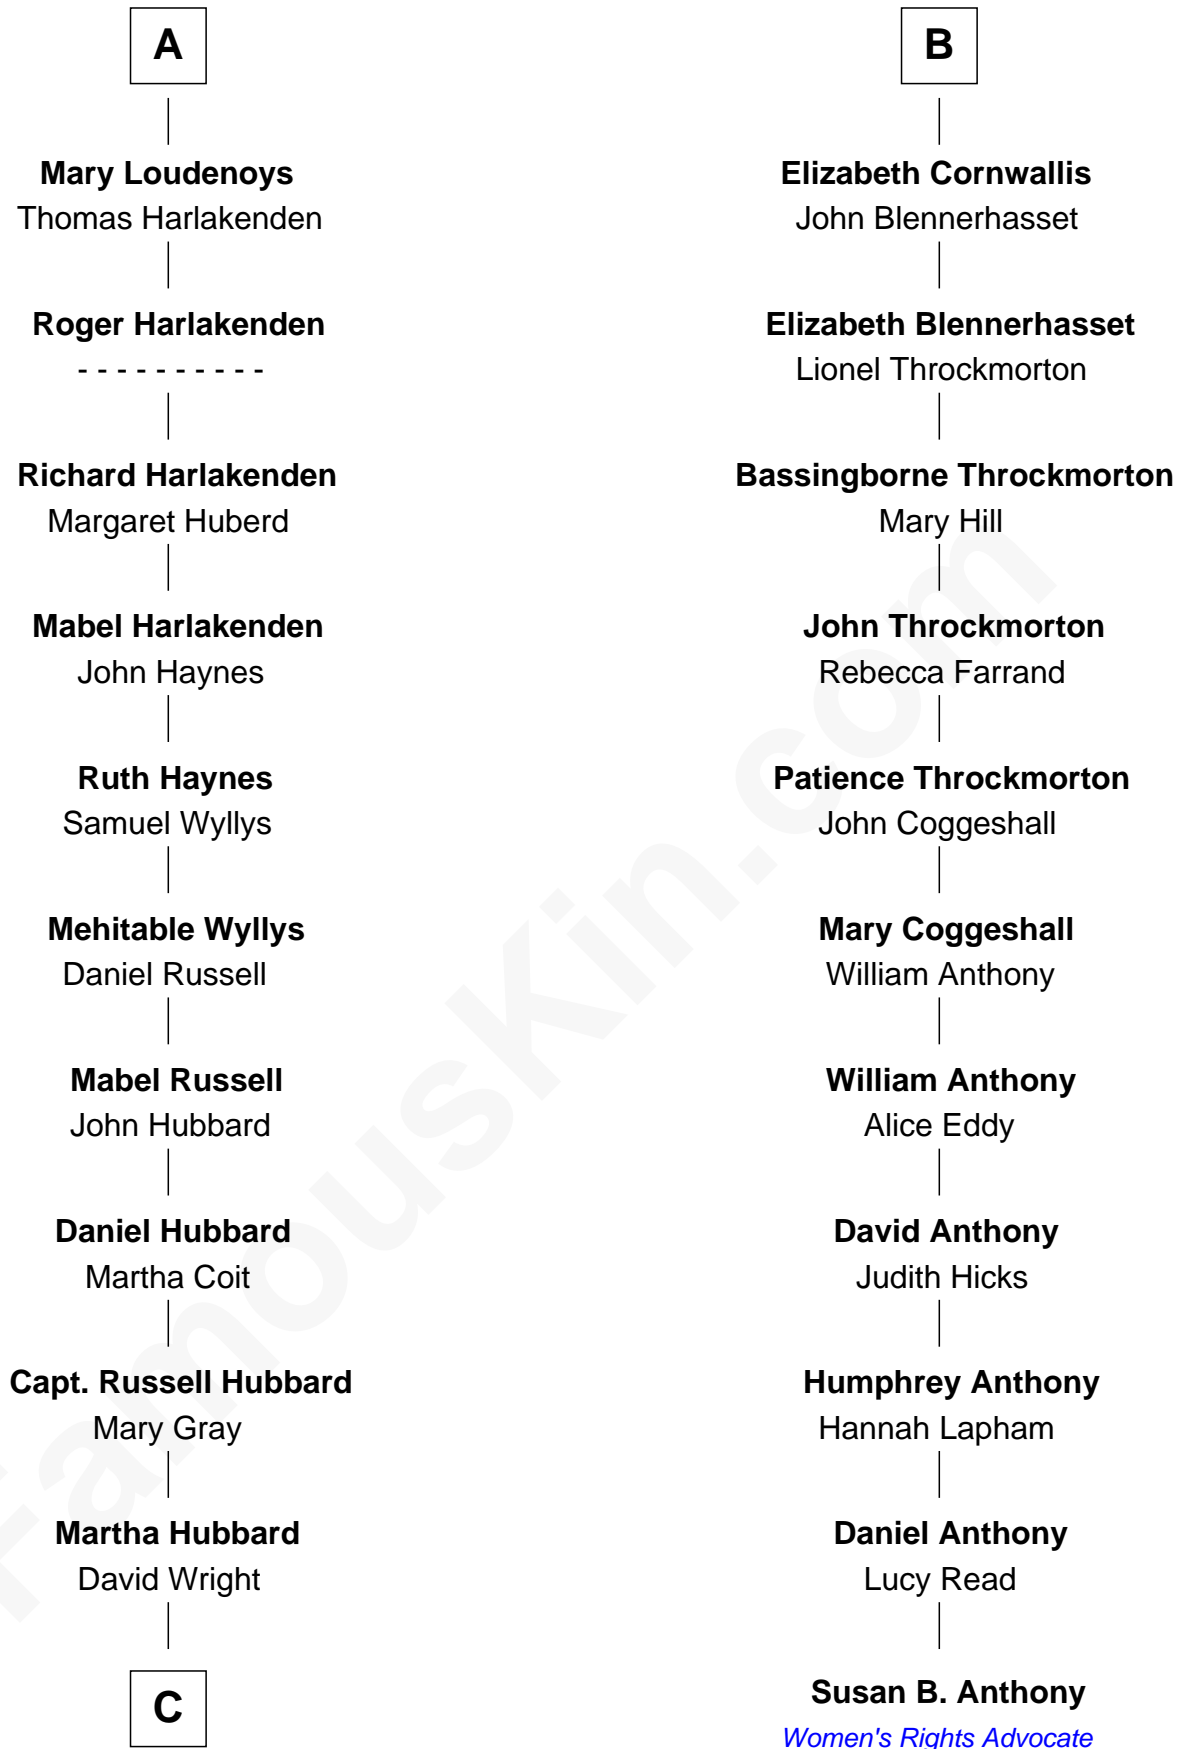 A
Mary Loudenoys
Thomas Harlakenden
Roger Harlakenden
- - - - - - - - - -
Richard Harlakenden
Margaret Huberd
Mabel Harlakenden
John Haynes
Ruth Haynes
Samuel Wyllys
Mehitable Wyllys
Daniel Russell
Mabel Russell
John Hubbard
Daniel Hubbard
Martha Coit
Capt. Russell Hubbard
Mary Gray
Martha Hubbard
David Wright
C
B
Elizabeth Cornwallis
John Blennerhasset
Elizabeth Blennerhasset
Lionel Throckmorton
Bassingborne Throckmorton
Mary Hill
John Throckmorton
Rebecca Farrand
Patience Throckmorton
John Coggeshall
Mary Coggeshall
William Anthony
William Anthony
Alice Eddy
David Anthony
Judith Hicks
Humphrey Anthony
Hannah Lapham
Daniel Anthony
Lucy Read
Susan B. Anthony
Women's Rights Advocate
FamousKin.com